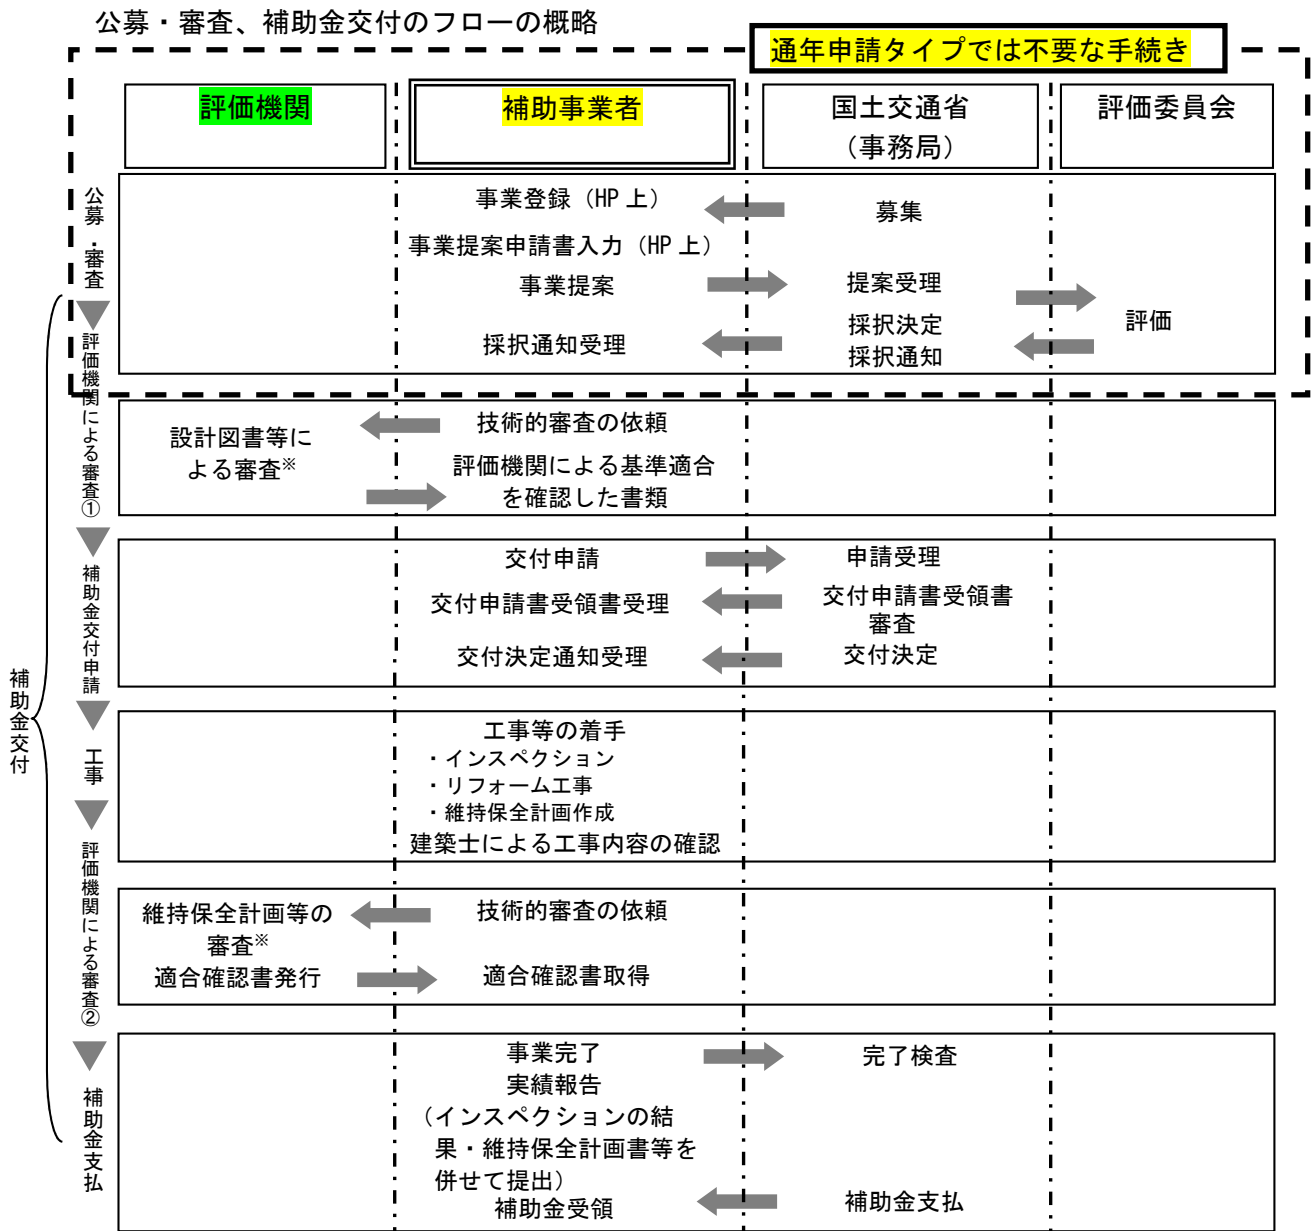 公募・審査、補助金交付のフローの概略
通年申請タイプでは不要な手続き
評価機関
補助事業者
国土交通省
（事務局）
評価委員会
公募・審査
事業登録（HP上）
募集
事業提案申請書入力（HP上）
事業提案
提案受理
評価
採択通知受理
採択決定
採択通知
評価機関による審査①
設計図書等に
よる審査※
技術的審査の依頼
評価機関による基準適合
を確認した書類
補助金交付申請
交付申請
申請受理
交付申請書受領書受理
交付申請書受領書
審査
交付決定通知受理
交付決定
補助金交付
工事
工事等の着手
・インスペクション
・リフォーム工事
・維持保全計画作成
建築士による工事内容の確認
評価機関による審査②
維持保全計画等の
審査※
適合確認書発行
技術的審査の依頼
適合確認書取得
補助金支払
事業完了
完了検査
実績報告
（インスペクションの結
果・維持保全計画書等を
併せて提出）
補助金受領
補助金支払